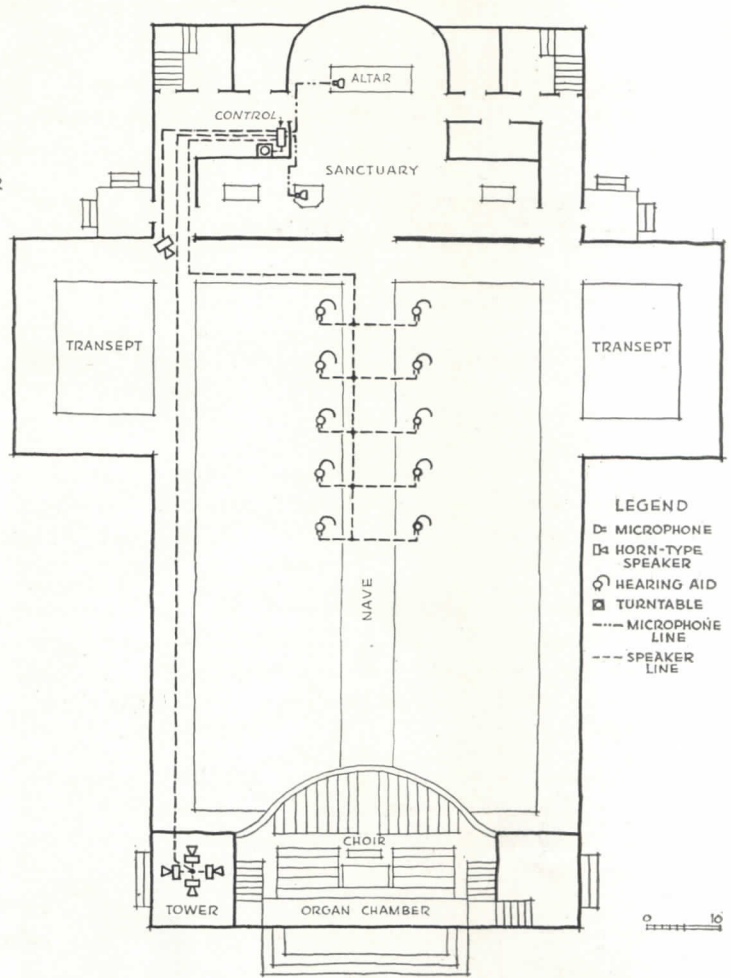 ALTAR
CONTROL
SANCTUARY
TRANSEPT
TRANSEPT
LEGEND
MICROPHONE
HORN-TYPE
SPEAKER
HEARING AID
TURNTABLE
MICROPHONE
LINE
SPEAKER
LINE
NAVE
CHOIR
TOWER
ORGAN CHAMBER
0 10